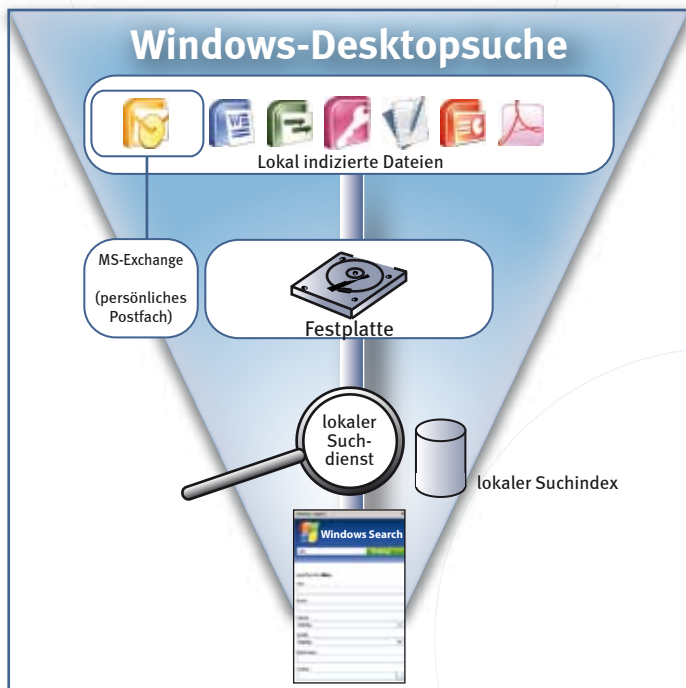 Windows-Desktopsuche
Lokal indizierte Dateien
MS-Exchange
(persönliches
Postfach)
Festplatte
lokaler
Such-
dienst
lokaler Suchindex
Windows Search